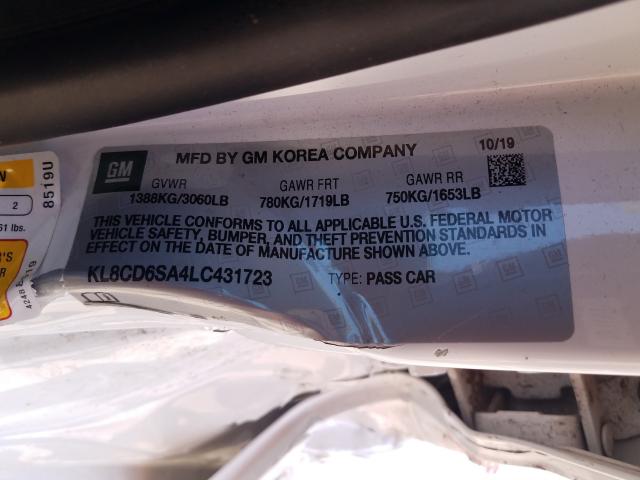 GM
MFD BY GM KOREA COMPANY
10/19
GVWR
GAWR FRT
GAWR RR
1388KG/3060LB
780KG/1719LB
750KG/1653LB
THIS VEHICLE CONFORMS TO ALL APPLICABLE U.S. FEDERAL MOTOR
VEHICLE SAFETY, BUMPER, AND THEFT PREVENTION STANDARDS IN
EFFECT ON THE DATE OF MANUFACTURE SHOWN ABOVE.
KL8CD6SA4LC431723
TYPE: PASS CAR
2
lbs.
8519U